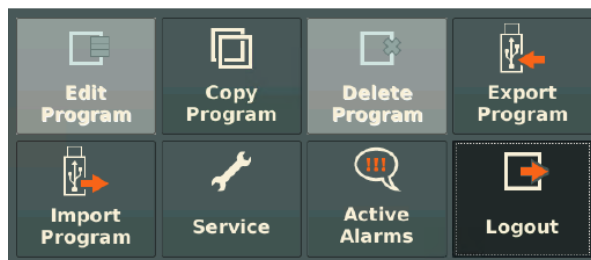 Edit
Program
Copy
Program
Delete
Program
Export
Program
!!!
Import
Program
Service
Active
Alarms
Logout